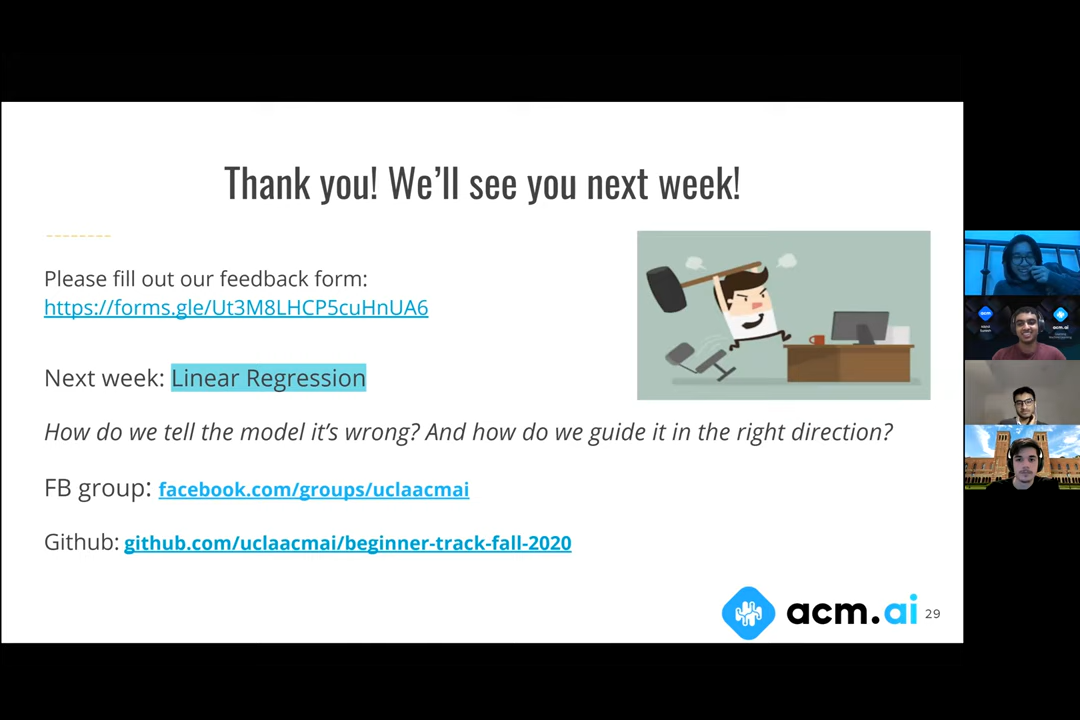 Thank you! We'll see you next week!
Please fill out our feedback form:
https://forms.gle/Ut3M8LHCP5cuHnUA6
Next week: Linear Regression
How do we tell the model it's wrong? And how do we guide it in the right direction?
FB group: facebook.com/groups/uclaacmai
Github: github.com/uclaacmai/beginner-track-fall-2020
acm.ai 29